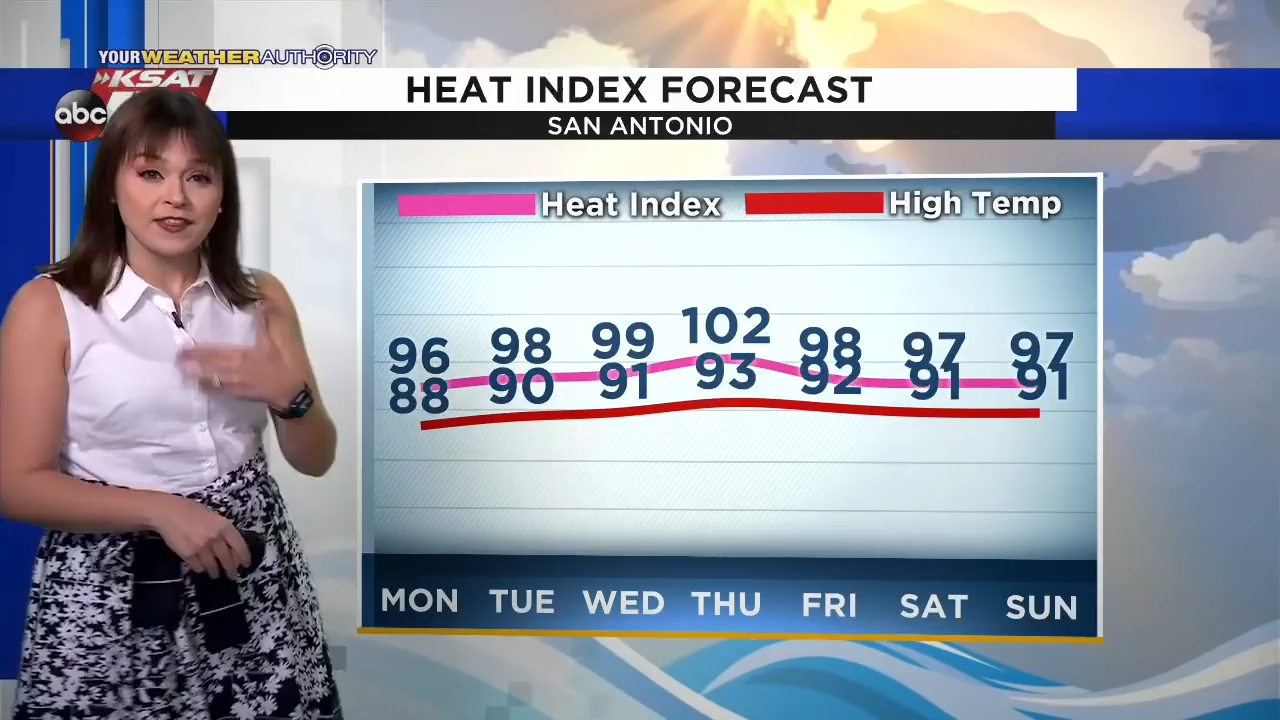 YOUR WEATHER AUTHORITY
KSAT
abc
HEAT INDEX FORECAST
SAN ANTONIO
Heat Index High Temp
96 98 99 102 98 97 97
88 90 91 93 92 91 91
MON TUE WED THU FRI SAT SUN